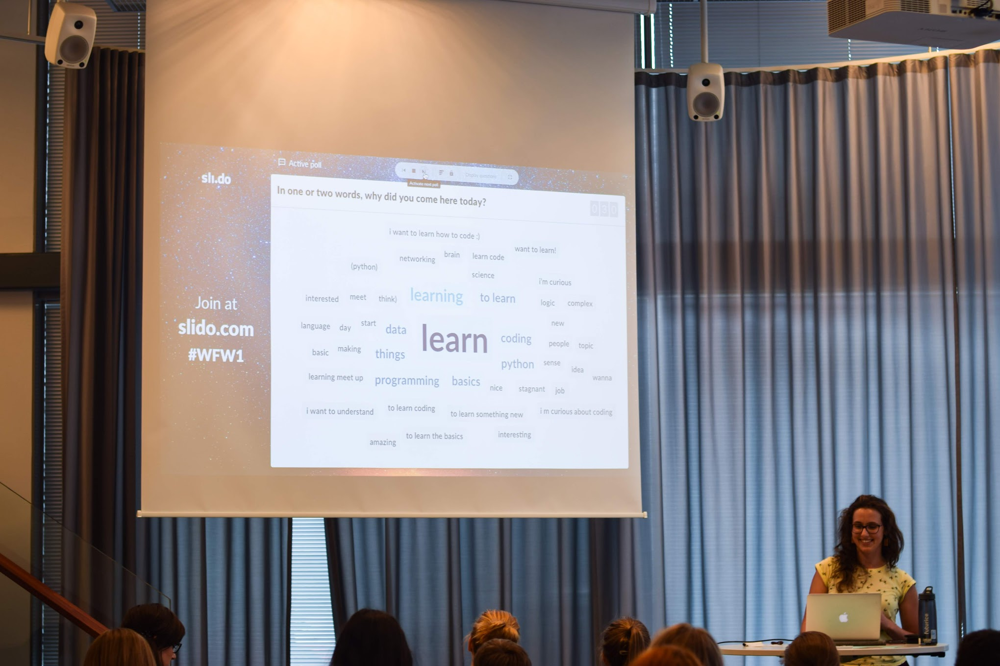 sli.do
Active poll
Display questions
Activate next poll
In one or two words, why did you come here today?
030
i want to learn how to code :)
want to learn!
networking
brain
learn code
(python)
science
i'm curious
interested
meet
think)
learning
to learn
logic
complex
language
day
start
data
learn
coding
new
people
topic
basic
making
things
python
sense
idea
wanna
learning meet up
programming
basics
nice
stagnant
job
i want to understand
to learn coding
to learn something new
i m curious about coding
amazing
to learn the basics
interesting
Join at
slido.com
#WFW1
futurice